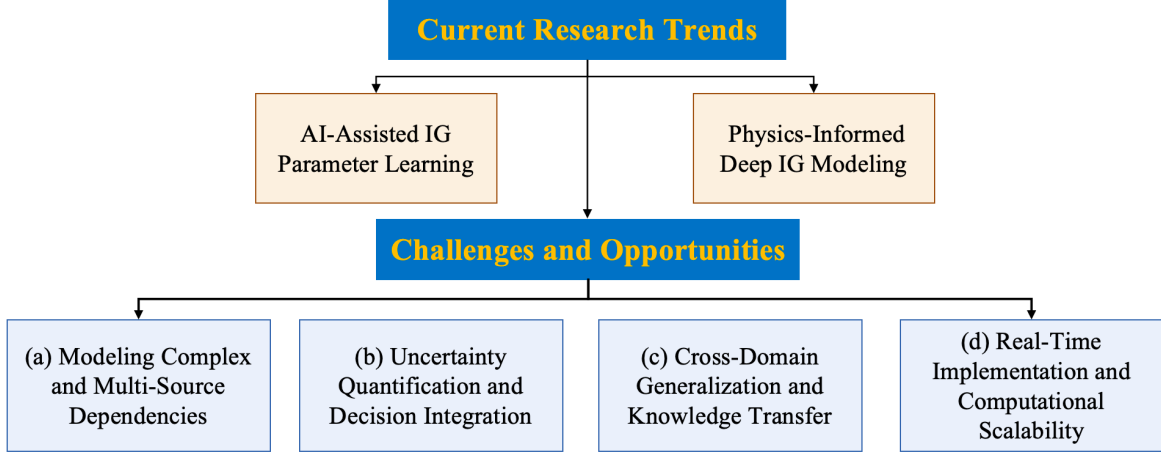 Current Research Trends
AI-Assisted IG
Parameter Learning
Physics-Informed
Deep IG Modeling
Challenges and Opportunities
(a) Modeling Complex
and Multi-Source
Dependencies
(b) Uncertainty
Quantification and
Decision Integration
(c) Cross-Domain
Generalization and
Knowledge Transfer
(d) Real-Time
Implementation and
Computational
Scalability